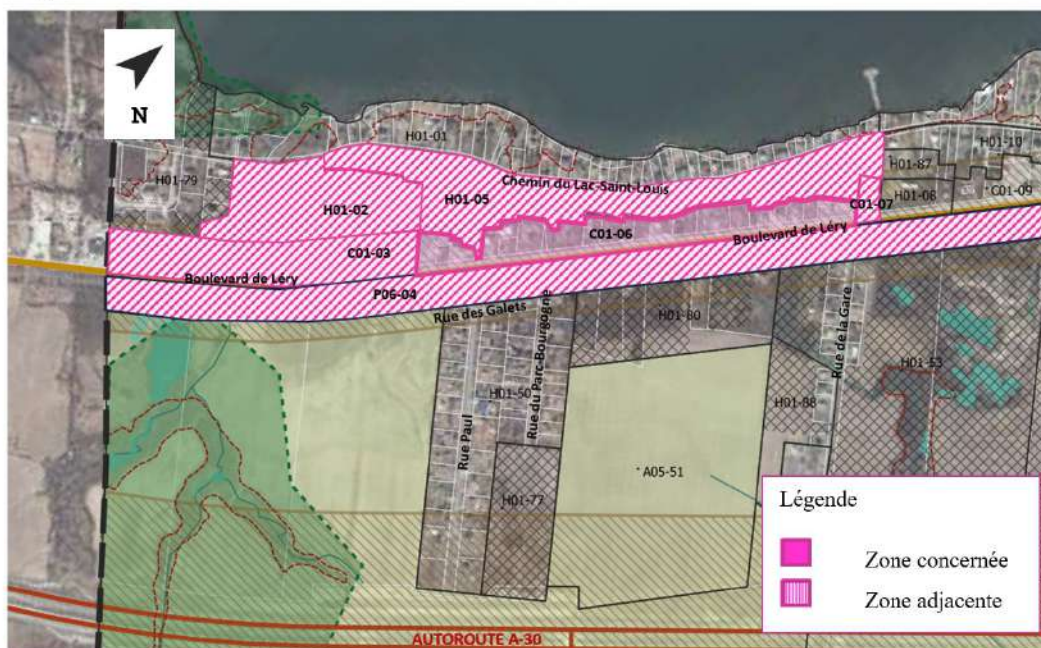 N
H01-01
H01-10
H01-79
H01-87
Chemin du Lac-Saint-Louis
H01-05
H01-08
C01-09
H01-02
C01-07
C01-06
C01-03
Boulevard de Léry
Boulevard de Léry
P06-04
Rue des Galets
H01-80
Rue de la Gare
H01-53
Rue du Parc-Bourgogne
H01-50
H01-88
Rue Paul
A05-51
H01-77
Légende
Zone concernée
Zone adjacente
AUTOROUTE A-30